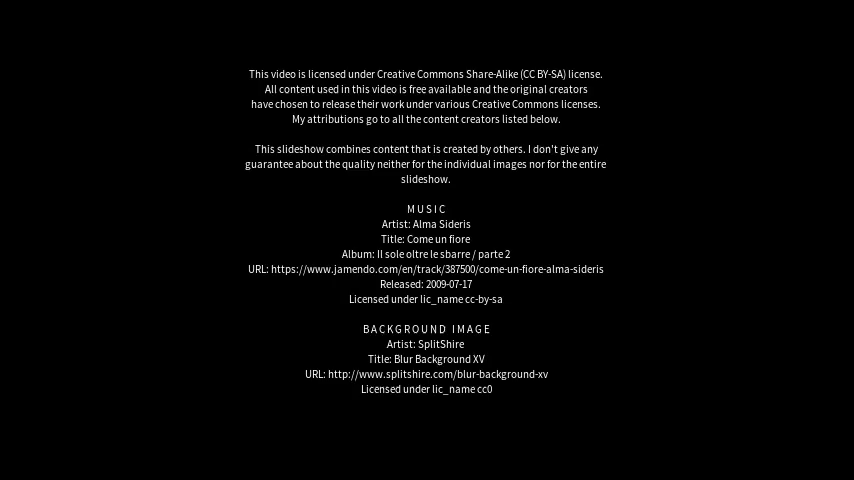 This video is licensed under Creative Commons Share-Alike (CC BY-SA) license.
All content used in this video is free available and the original creators
have chosen to release their work under various Creative Commons licenses.
My attributions go to all the content creators listed below.
This slideshow combines content that is created by others. I don't give any
guarantee about the quality neither for the individual images nor for the entire
slideshow.
MUSIC
Artist: Alma Sideris
Title: Come un fiore
Album: Il sole oltre le sbarre / parte 2
URL: https://www.jamendo.com/en/track/387500/come-un-fiore-alma-sideris
Released: 2009-07-17
Licensed under lic_name cc-by-sa
BACKGROUND IMAGE
Artist: SplitShire
Title: Blur Background XV
URL: http://www.splitshire.com/blur-background-xv
Licensed under lic_name cc0